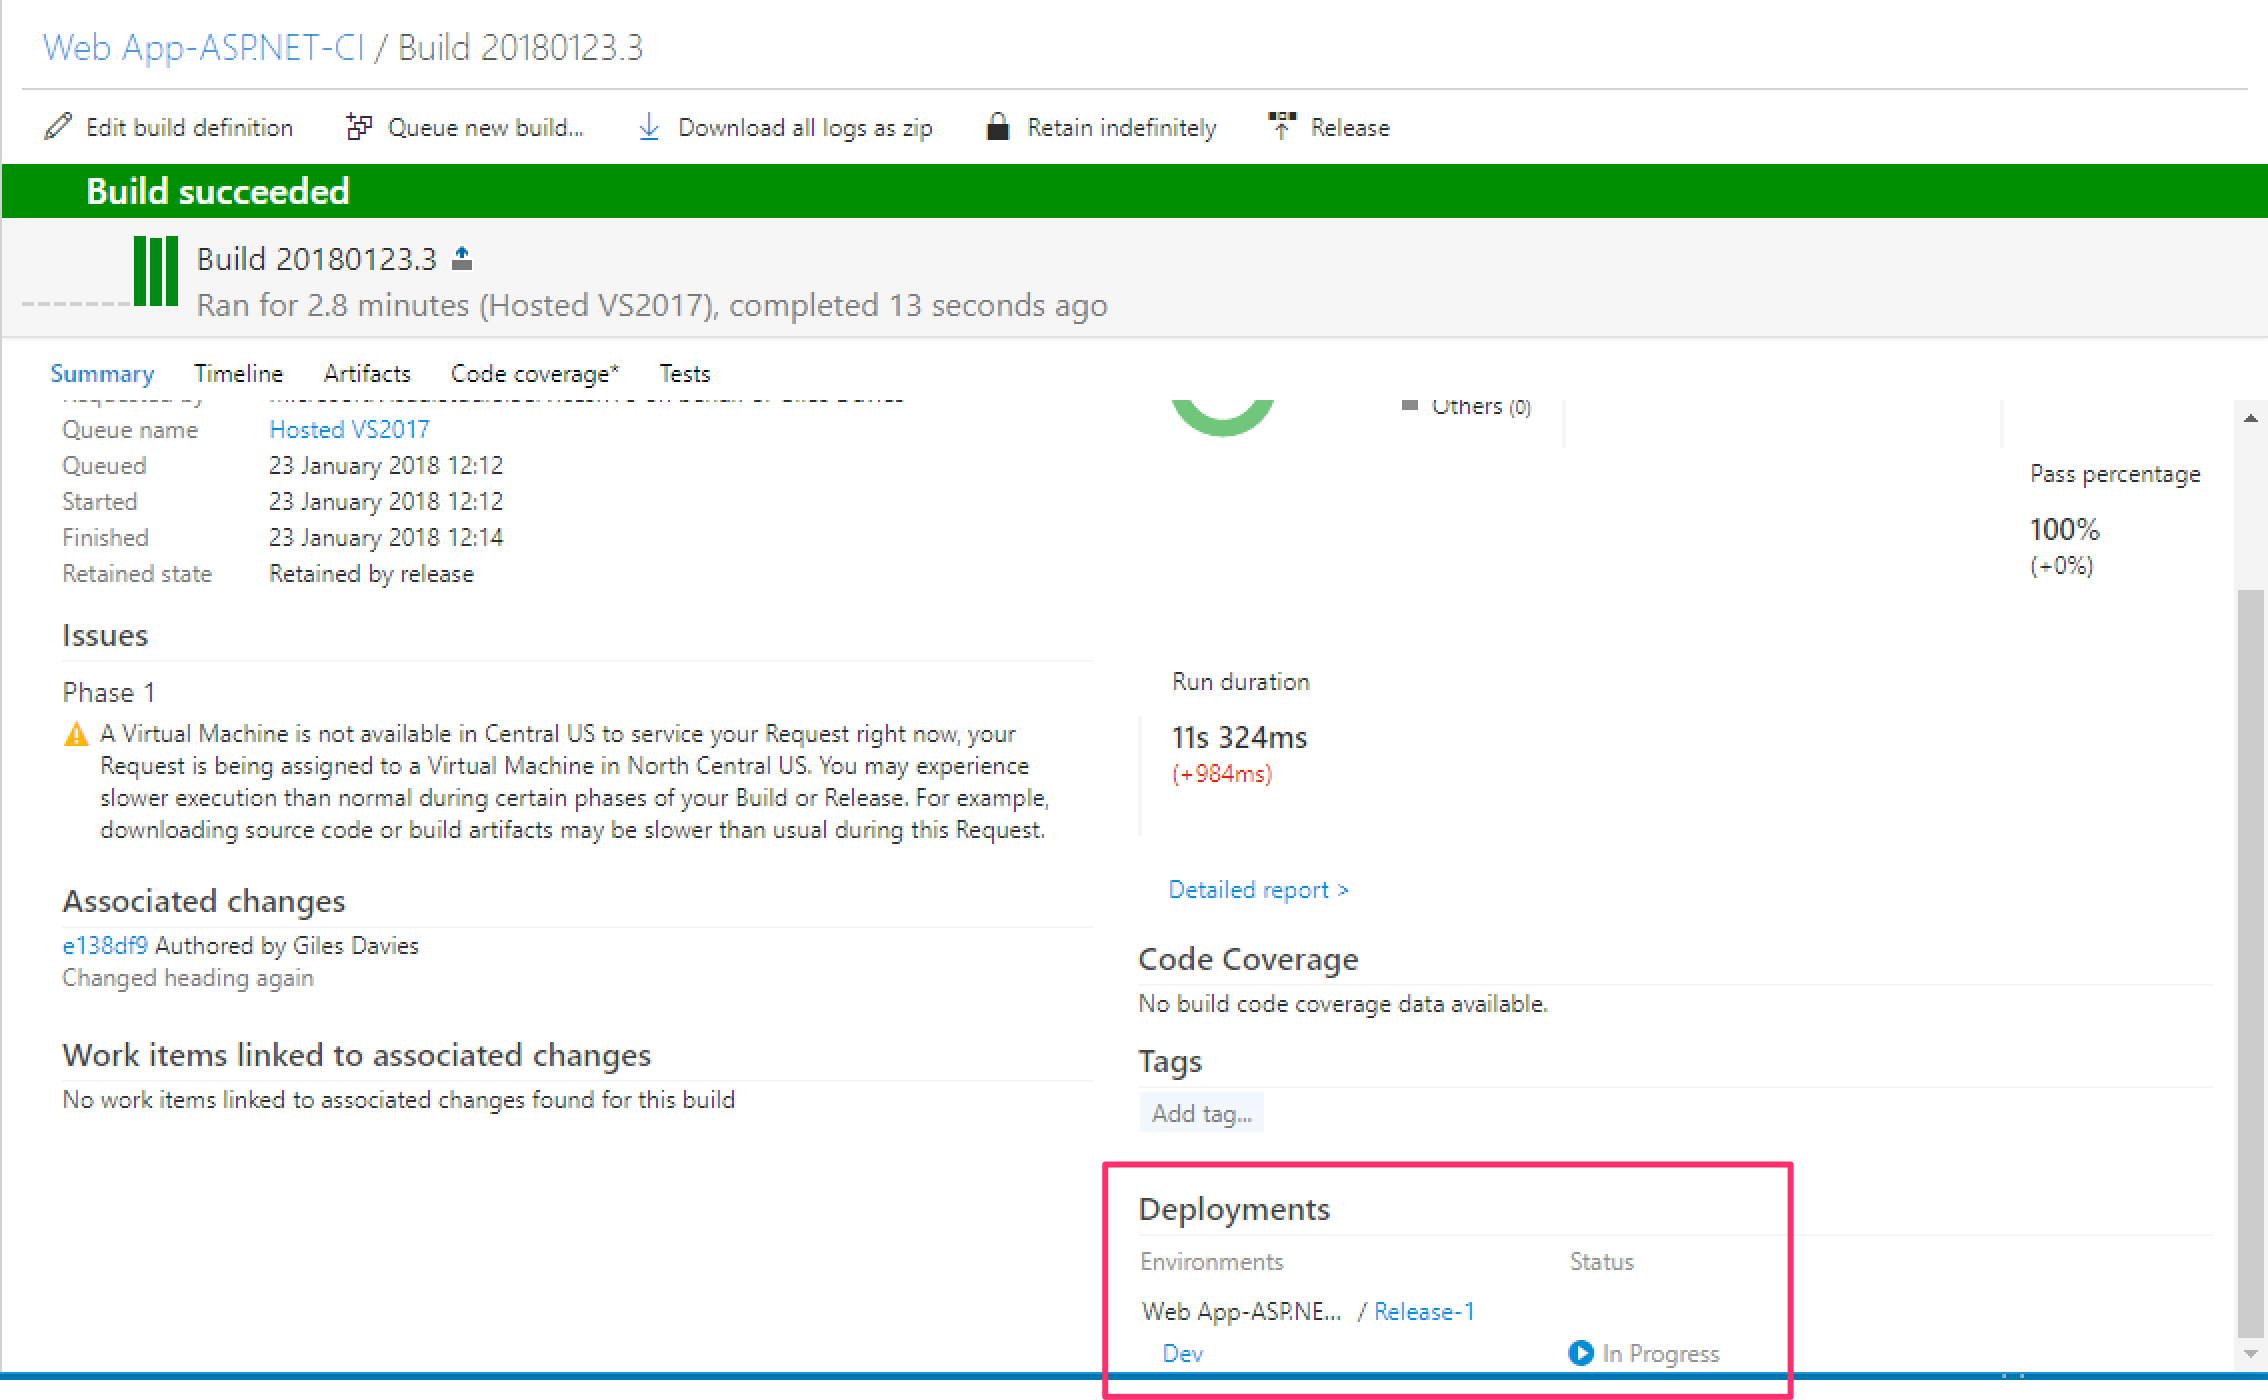 Web App-ASP.NET-CI / Build 20180123.3
Edit build definition
Queue new build...
Download all logs as zip
Retain indefinitely
Release
Build succeeded
Build 20180123.3
Ran for 2.8 minutes (Hosted VS2017), completed 13 seconds ago
Summary
Timeline
Artifacts
Code coverage*
Tests
Queue name Hosted VS2017
Queued 23 January 2018 12:12
Started 23 January 2018 12:12
Finished 23 January 2018 12:14
Retained state Retained by release
Issues
Phase 1
A Virtual Machine is not available in Central US to service your Request right now, your
Request is being assigned to a Virtual Machine in North Central US. You may experience
slower execution than normal during certain phases of your Build or Release. For example,
downloading source code or build artifacts may be slower than usual during this Request.
Associated changes
e138df9 Authored by Giles Davies
Changed heading again
Work items linked to associated changes
No work items linked to associated changes found for this build
Others (0)
Pass percentage
100%
(+0%)
Run duration
11s 324ms
(+984ms)
Detailed report >
Code Coverage
No build code coverage data available.
Tags
Add tag...
Deployments
Environments Status
Web App-ASP.NE... / Release-1
Dev In Progress